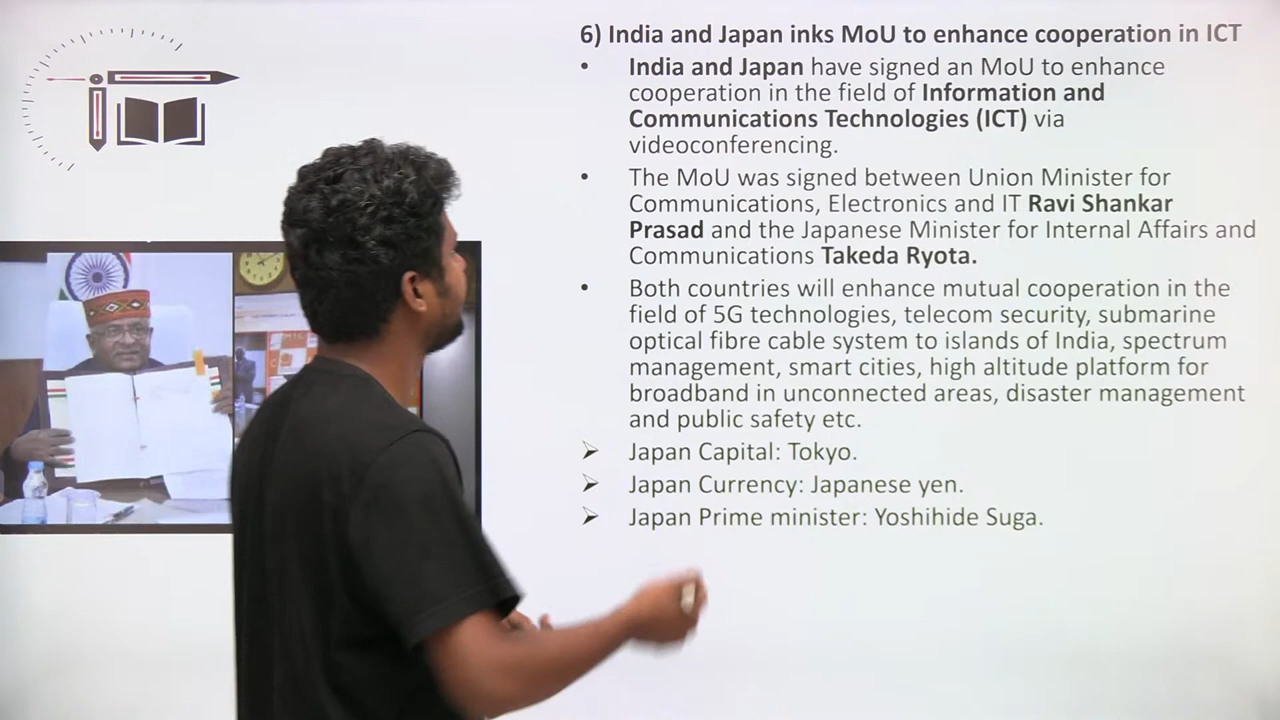 6) India and Japan inks MoU to enhance cooperation in ICT
• India and Japan have signed an MoU to enhance
cooperation in the field of Information and
Communications Technologies (ICT) via
videoconferencing.
• The MoU was signed between Union Minister for
Communications, Electronics and IT Ravi Shankar
Prasad and the Japanese Minister for Internal Affairs and
Communications Takeda Ryota.
• Both countries will enhance mutual cooperation in the
field of 5G technologies, telecom security, submarine
optical fibre cable system to islands of India, spectrum
management, smart cities, high altitude platform for
broadband in unconnected areas, disaster management
and public safety etc.
➢ Japan Capital: Tokyo.
➢ Japan Currency: Japanese yen.
➢ Japan Prime minister: Yoshihide Suga.